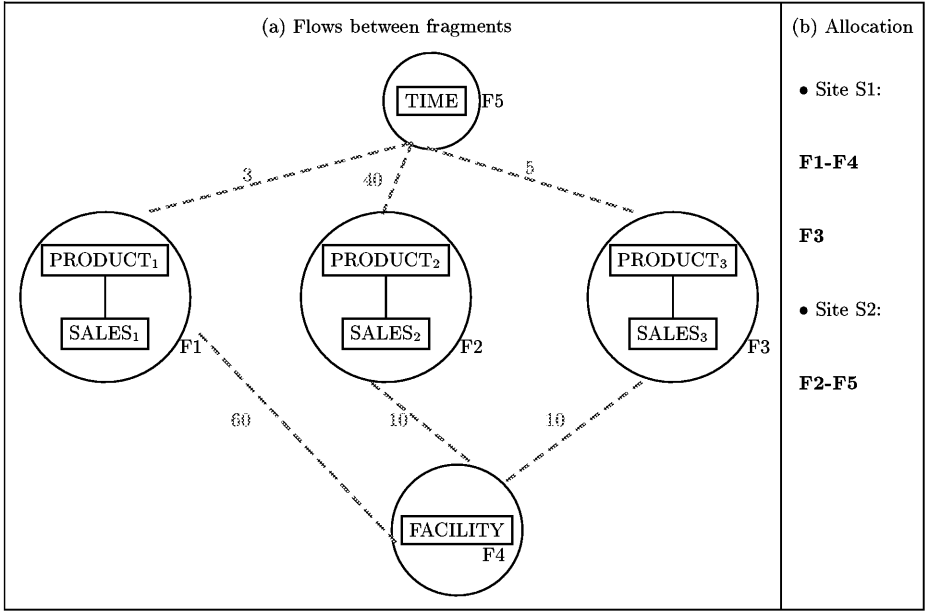 (a) Flows between fragments
(b) Allocation
TIME
F5
3
40
5
PRODUCT₁
PRODUCT₂
PRODUCT₃
SALES₁
SALES₂
SALES₃
F1
F2
F3
60
10
10
FACILITY
F4
• Site S1:
F1-F4
F3
• Site S2:
F2-F5